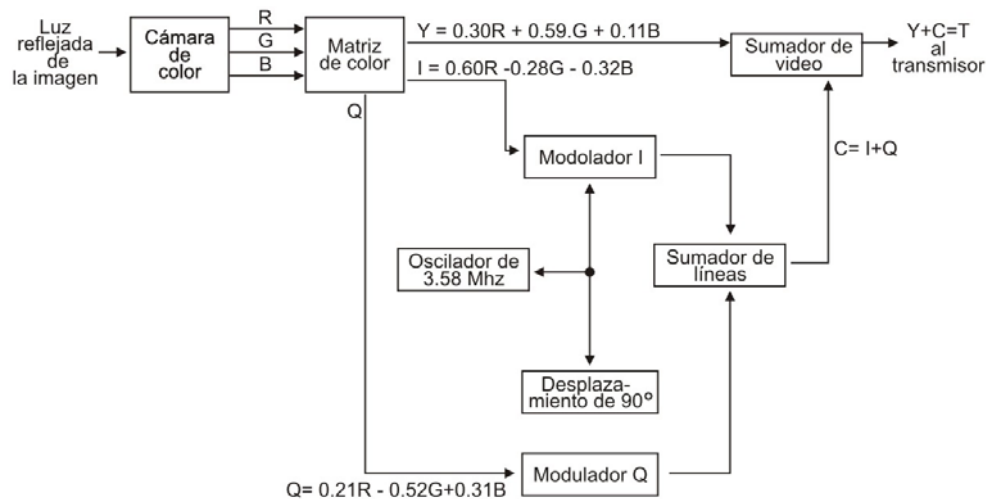 Luz
reflejada
de
la imagen
Cámara
de
color
R
G
B
Matriz
de color
Y = 0.30R + 0.59.G + 0.11B
I = 0.60R -0.28G - 0.32B
Q
Sumador de
video
Y+C=T
al
transmisor
Modolador I
C= I+Q
Oscilador de
3.58 Mhz
Sumador de
líneas
Desplaza-
miento de 90°
Modulador Q
Q= 0.21R - 0.52G+0.31B